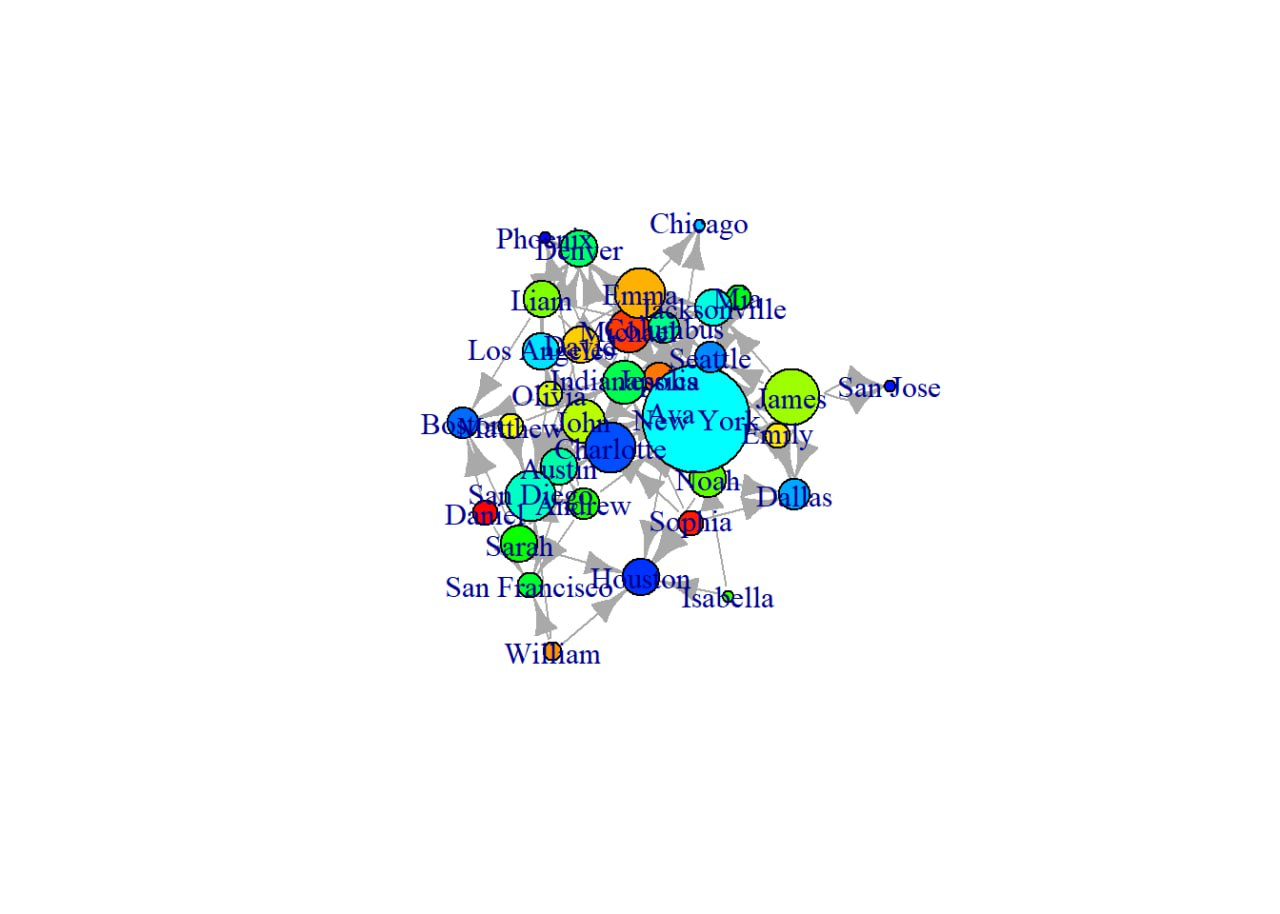 Chicago
Phoenix
Denver
Liam
Emma
Mia
Jacksonville
Michael
Columbus
Los Angeles
David
Seattle
Indianapolis
Jessica
San Jose
Olivia
James
Ava
New York
Boston
Matthew
John
Emily
Charlotte
Austin
Noah
San Diego
Andrew
Dallas
Daniel
Sophia
Sarah
Houston
San Francisco
Isabella
William